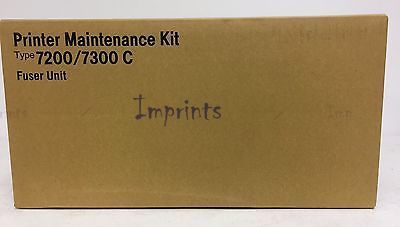 Printer Maintenance Kit
Type 7200/7300 C
Fuser Unit
Imprints